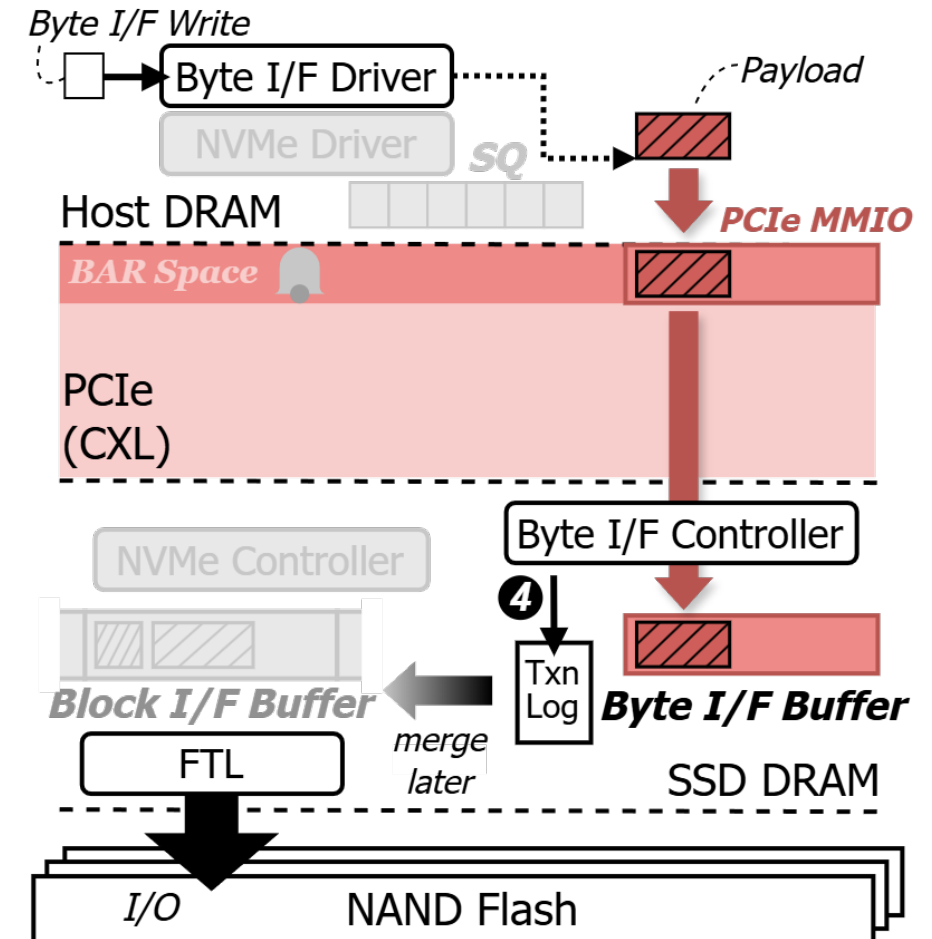 Byte I/F Write
Byte I/F Driver
Payload
NVMe Driver
SQ
Host DRAM
PCIe MMIO
BAR Space
PCIe
(CXL)
Byte I/F Controller
NVMe Controller
4
Txn
Log
Block I/F Buffer
Byte I/F Buffer
merge
later
FTL
SSD DRAM
I/O
NAND Flash